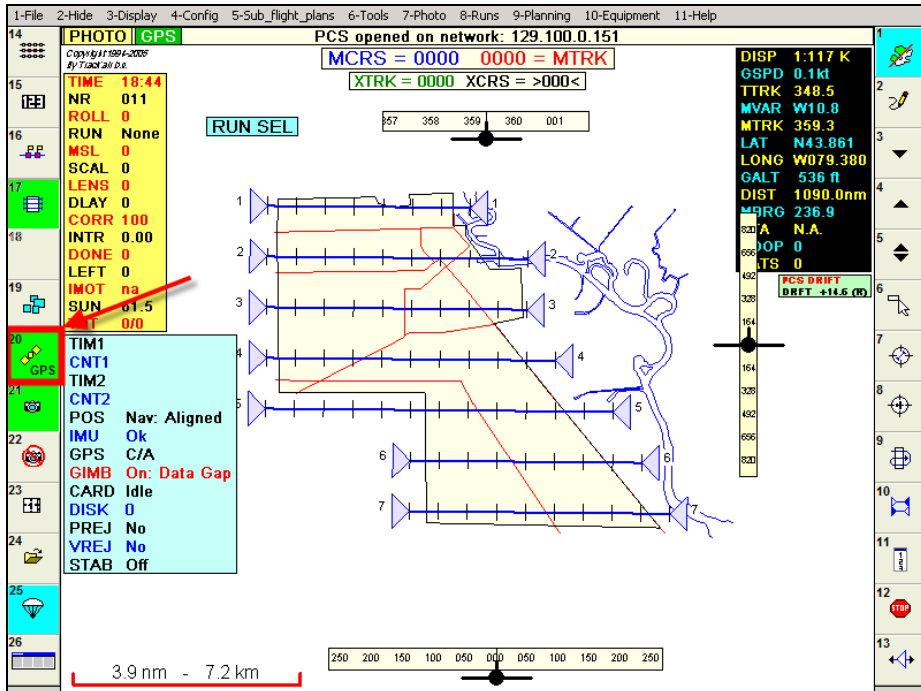 1-File 2-Hide 3-Display 4-Config 5-Sub_flight_plans 6-Tools 7-Photo 8-Runs 9-Planning 10-Equipment 11-Help
PHOTO GPS PCS opened on network: 129.100.0.151
Copyright 1994-2005
By Track'air b.v.
MCRS = 0000 0000 = MTRK
XTRK = 0000 XCRS = >000<
TIME 18:44
NR 011
ROLL 0
RUN None
MSL 0
SCAL 0
LENS 0
DLAY 0
CORR 100
INTR 0.00
DONE 0
LEFT 0
IMOT na
SUN 61.5
0/0
RUN SEL
357 358 359 360 001
DISP 1:117 K
GSPD 0.1kt
TTRK 348.5
MVAR W10.8
MTRK 359.3
LAT N43.861
LONG W079.380
GALT 536 ft
DIST 1090.0nm
MBRG 236.9
TA N.A.
DOP 0
ATS 0
PCS DRIFT
DRFT +14.6 (R)
820
656
492
328
164
164
328
492
656
820
TIM1
CNT1
TIM2
CNT2
POS Nav: Aligned
IMU Ok
GPS C/A
GIMB On: Data Gap
CARD Idle
DISK 0
PREJ No
VREJ No
STAB Off
1 1
2 2
3 3
4 4
5 5
6 6
7 7
14
15
16
17
18
19
20
GPS
21
22
23
24
25
26
1
2
3
4
5
6
7
8
9
10
11
12
STOP
13
3.9 nm - 7.2 km
250 200 150 100 050 000 050 100 150 200 250